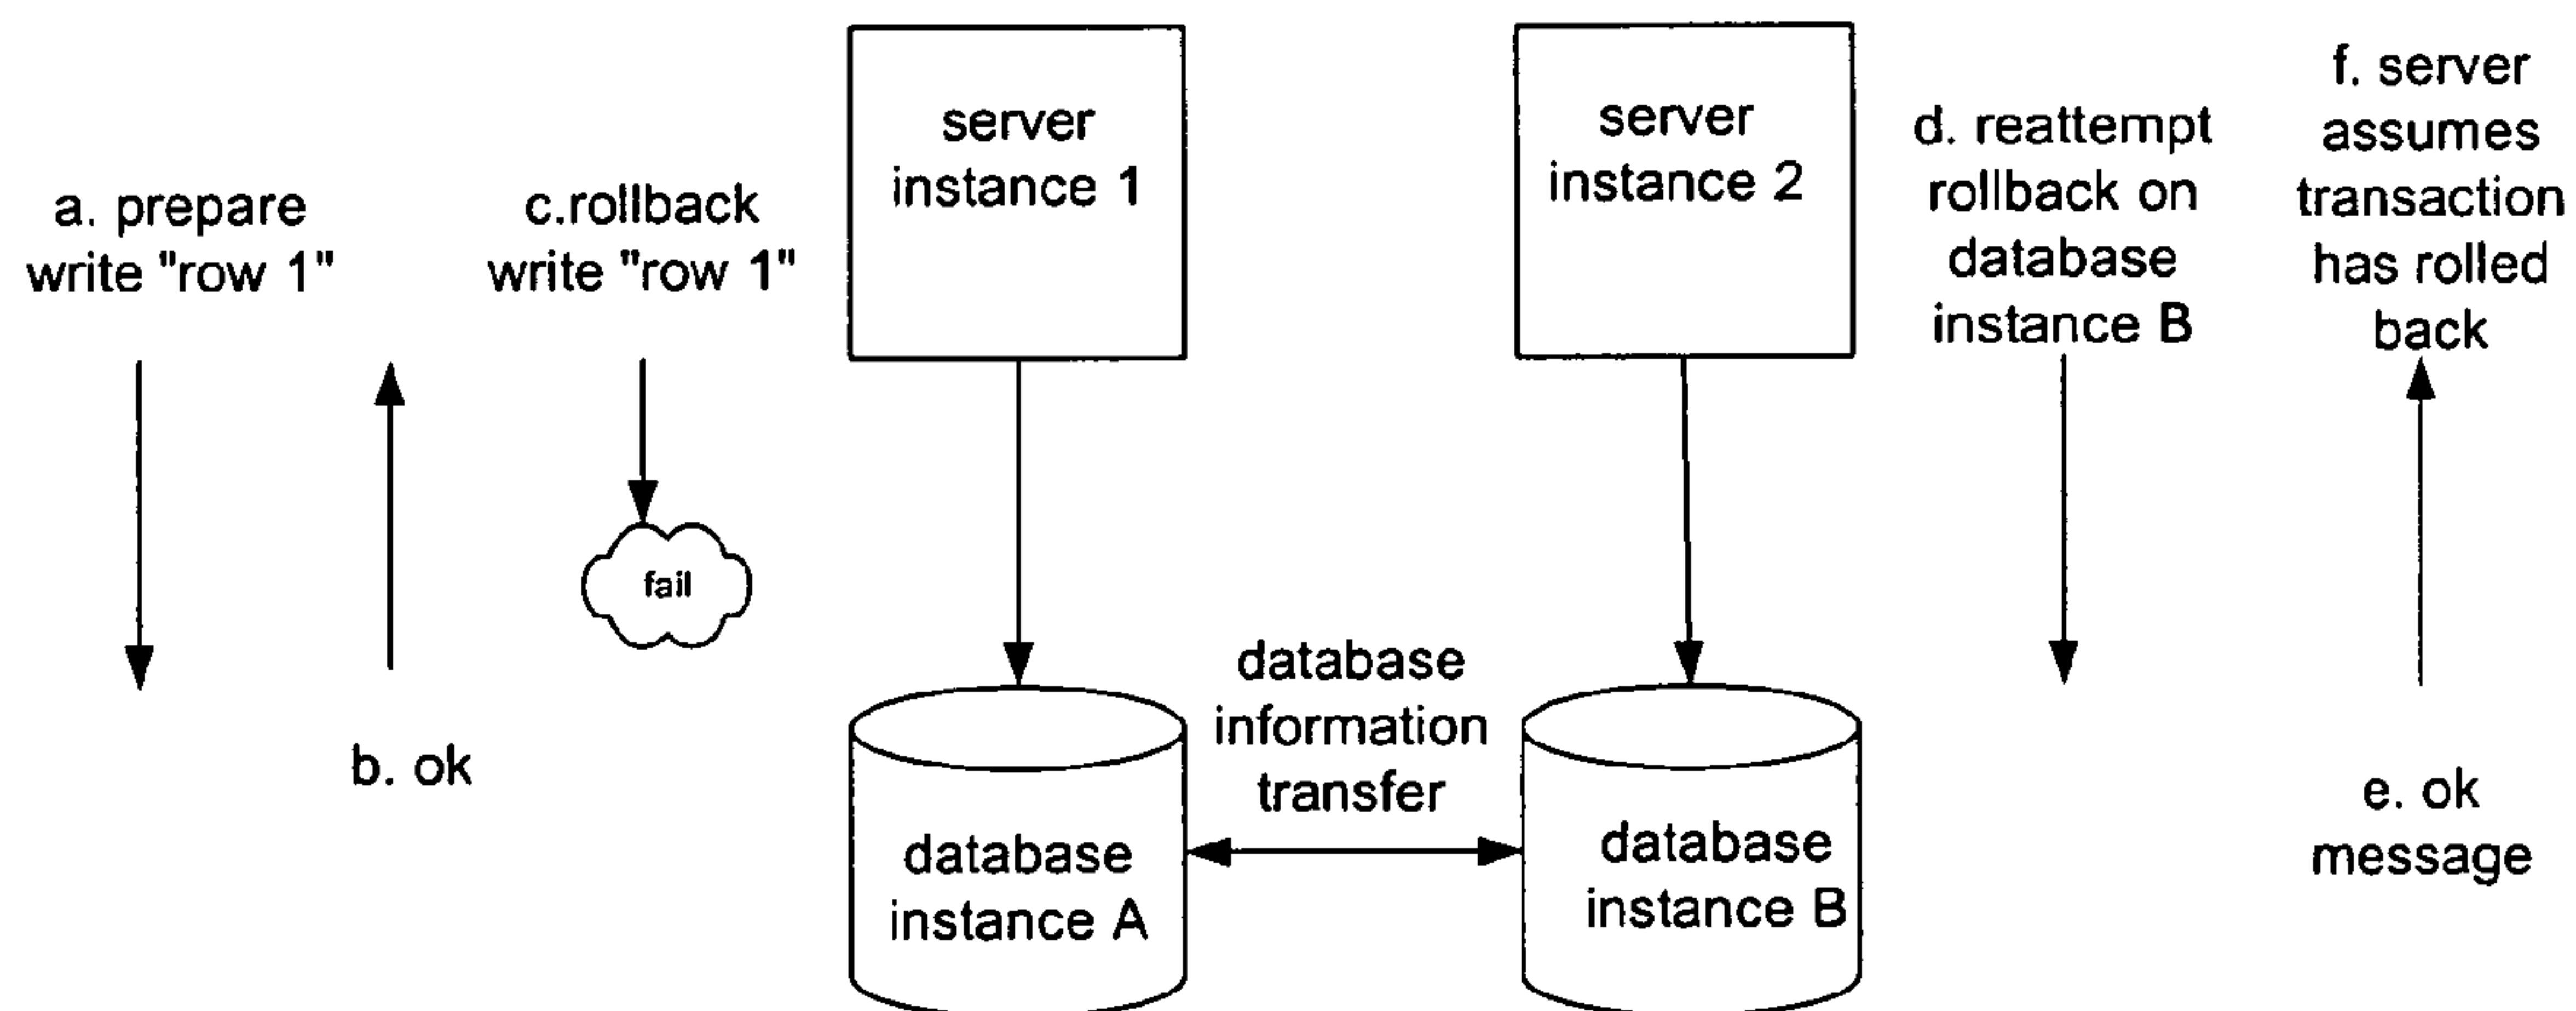 a. prepare
write "row 1"
b. ok
c.rollback
write "row 1"
fail
server
instance 1
server
instance 2
database
information
transfer
database
instance A
database
instance B
d. reattempt
rollback on
database
instance B
e. ok
message
f. server
assumes
transaction
has rolled
back